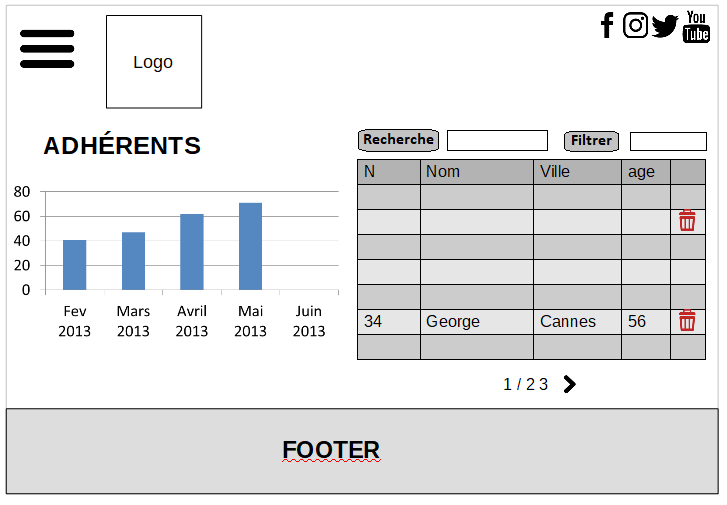 Logo
You
Tube
ADHÉRENTS
Recherche
Filtrer
80
60
40
20
0
Fev 2013
Mars 2013
Avril 2013
Mai 2013
Juin 2013
N Nom Ville age
34 George Cannes 56
1 / 2 3
FOOTER